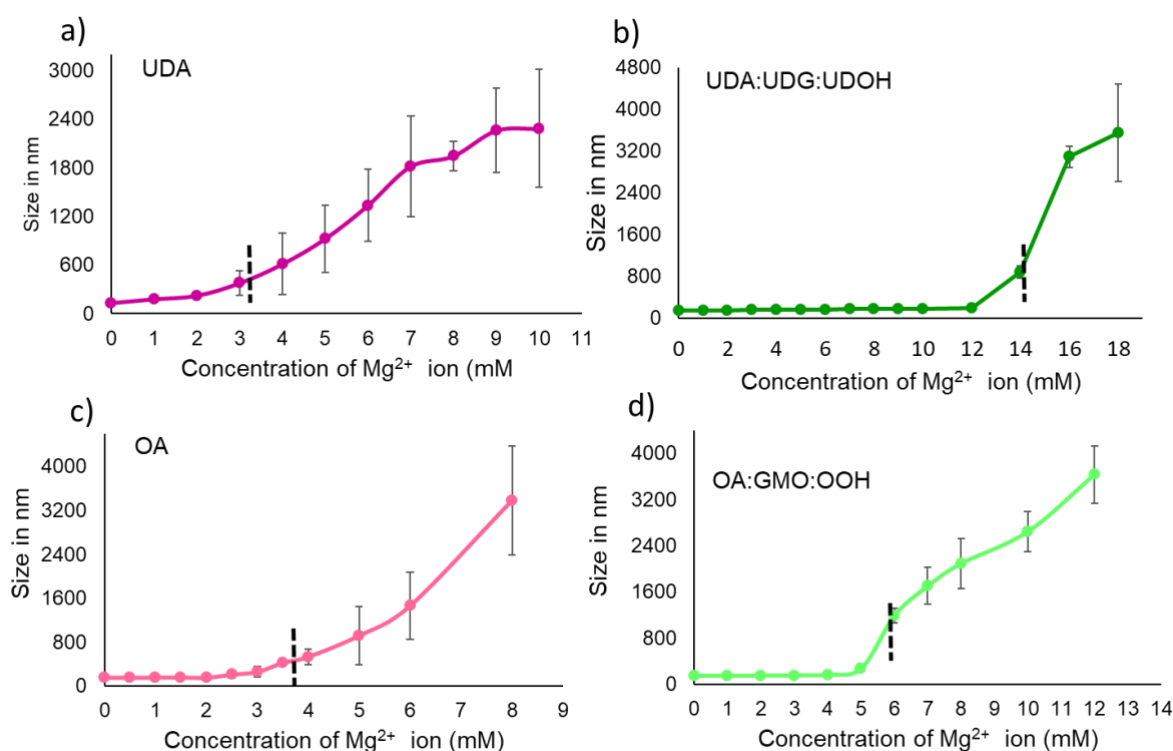 a)
UDA
3000
2400
1800
1200
600
0
Size in nm
0 1 2 3 4 5 6 7 8 9 10 11
Concentration of Mg²⁺ ion (mM
b)
UDA:UDG:UDOH
4800
4000
3200
2400
1600
800
0
Size in nm
0 2 4 6 8 10 12 14 16 18
Concentration of Mg²⁺ ion (mM)
c)
OA
4000
3200
2400
1600
800
0
Size in nm
0 1 2 3 4 5 6 7 8 9
Concentration of Mg²⁺ ion (mM)
d)
OA:GMO:OOH
4000
3200
2400
1600
800
0
Size in nm
0 1 2 3 4 5 6 7 8 9 10 11 12 13 14
Concentration of Mg²⁺ ion (mM)